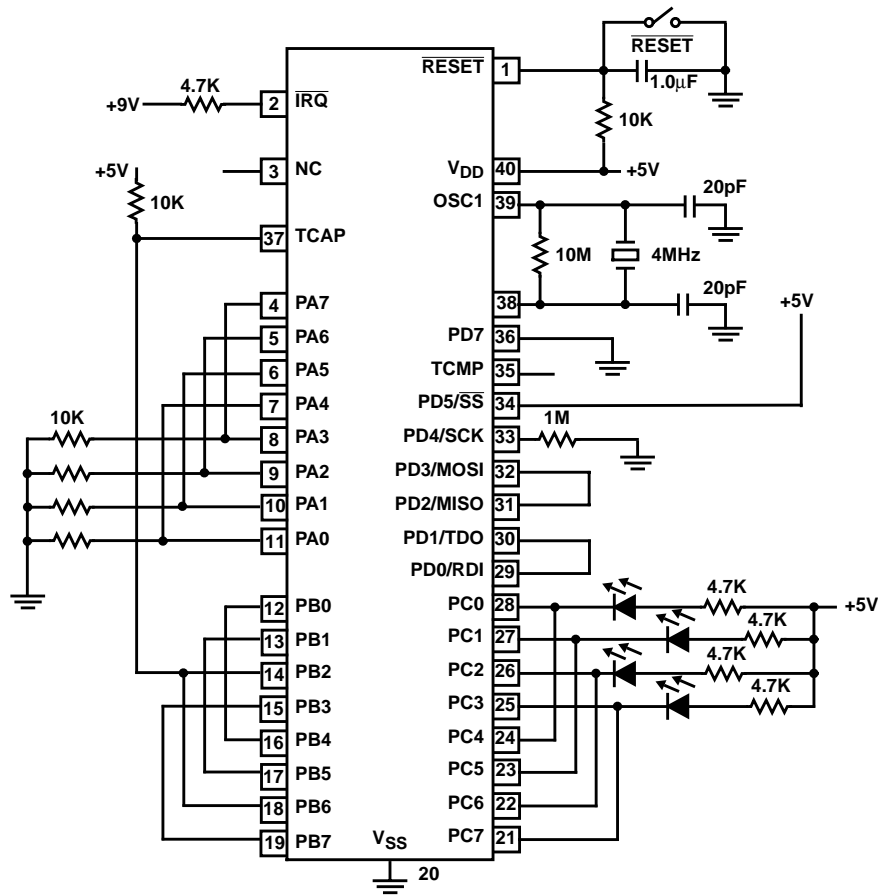 RESET
RESET
1
1.0μF
4.7K
+9V
2
IRQ
10K
+5V
3
NC
VDD
40
+5V
10K
OSC1
39
20pF
37
TCAP
10M
4MHz
4
PA7
38
20pF
+5V
5
PA6
PD7
36
6
PA5
TCMP
35
7
PA4
PD5/SS
34
10K
8
PA3
PD4/SCK
33
1M
9
PA2
PD3/MOSI
32
10
PA1
PD2/MISO
31
11
PA0
PD1/TDO
30
PD0/RDI
29
12
PB0
PC0
28
4.7K
+5V
13
PB1
PC1
27
4.7K
14
PB2
PC2
26
4.7K
15
PB3
PC3
25
4.7K
16
PB4
PC4
24
17
PB5
PC5
23
18
PB6
PC6
22
19
PB7
PC7
21
VSS
20